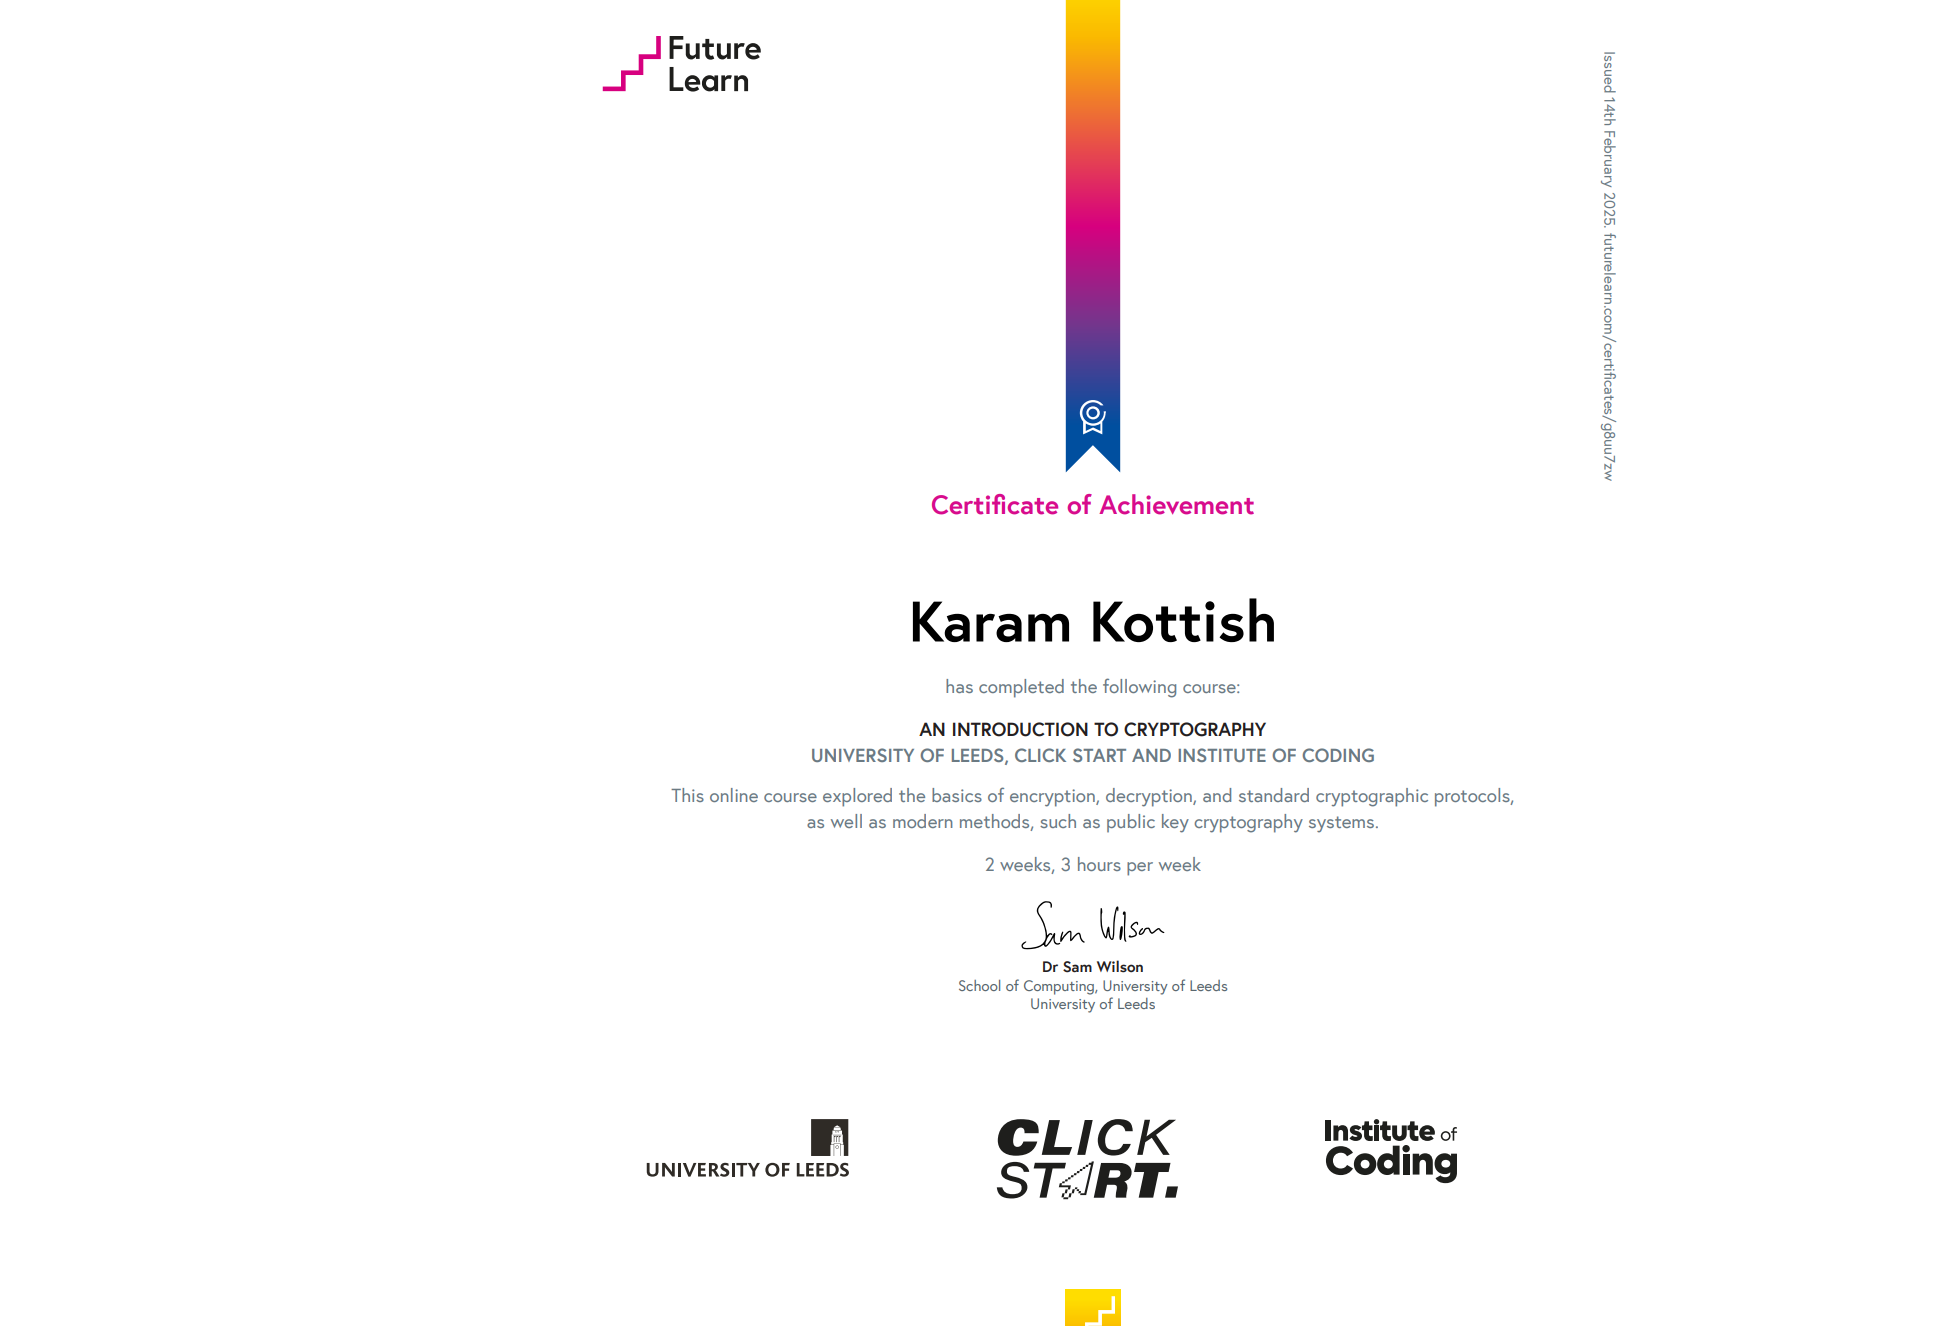 Future
Learn
Issued 14th February 2025. futurelearn.com/certificates/g8uu7zw
Certificate of Achievement
Karam Kottish
has completed the following course:
AN INTRODUCTION TO CRYPTOGRAPHY
UNIVERSITY OF LEEDS, CLICK START AND INSTITUTE OF CODING
This online course explored the basics of encryption, decryption, and standard cryptographic protocols,
as well as modern methods, such as public key cryptography systems.
2 weeks, 3 hours per week
Sam Wilson
Dr Sam Wilson
School of Computing, University of Leeds
University of Leeds
UNIVERSITY OF LEEDS
CLICK
START.
Institute of
Coding